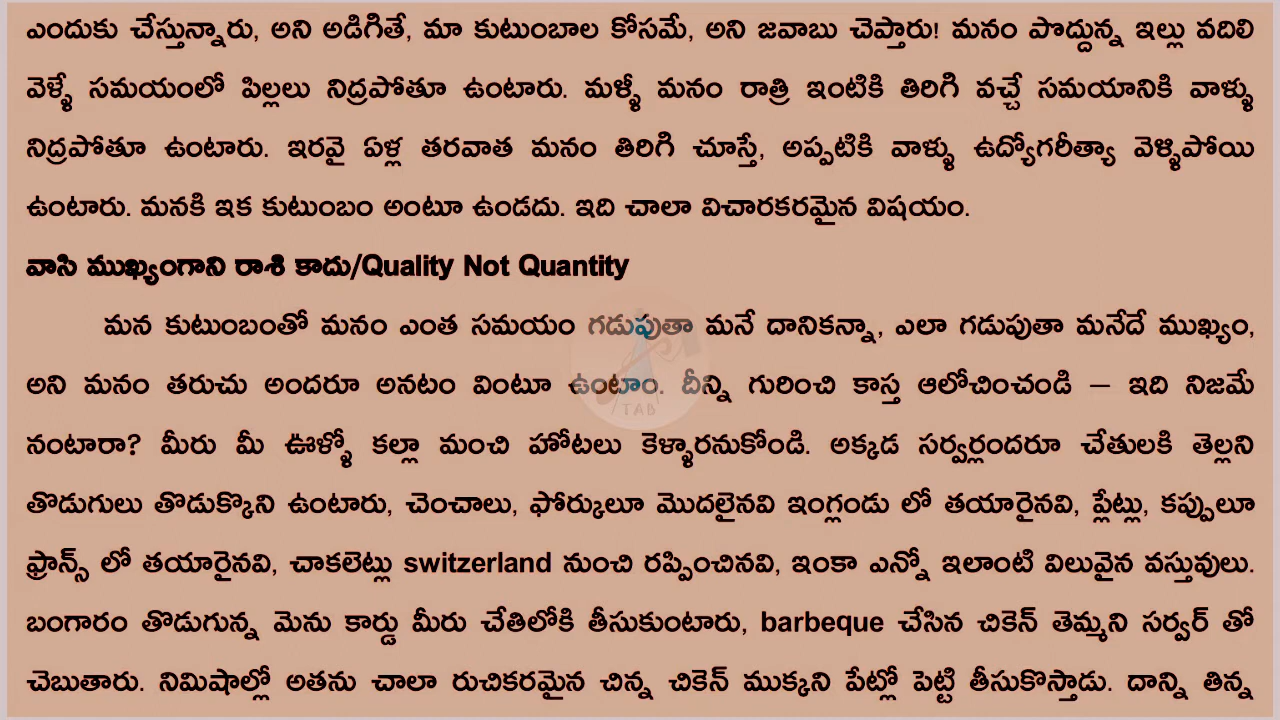 ఎందుకు చేస్తున్నారు, అని అడిగితే, మా కుటుంబాల కోసమే, అని జవాబు చెప్తారు! మనం పొద్దున్న ఇల్లు వదిలి
వెళ్ళే సమయంలో పిల్లలు నిద్రపోతూ ఉంటారు. మళ్ళీ మనం రాత్రి ఇంటికి తిరిగి వచ్చే సమయానికి వాళ్ళు
నిద్రపోతూ ఉంటారు. ఇరవై ఏళ్ల తరవాత మనం తిరిగి చూస్తే, అప్పటికి వాళ్ళు ఉద్యోగరీత్యా వెళ్ళిపోయి
ఉంటారు. మనకి ఇక కుటుంబం అంటూ ఉండదు. ఇది చాలా విచారకరమైన విషయం.
వాసి ముఖ్యంగాని రాశి కాదు/Quality Not Quantity
మన కుటుంబంతో మనం ఎంత సమయం గడుపుతా మనే దానికన్నా, ఎలా గడుపుతా మనేదే ముఖ్యం,
అని మనం తరుచు అందరూ అనటం వింటూ ఉంటాం. దీన్ని గురించి కాస్త ఆలోచించండి – ఇది నిజమే
నంటారా? మీరు మీ ఊళ్ళో కల్లా మంచి హోటలు కెళ్ళారనుకోండి. అక్కడ సర్వర్లందరూ చేతులకి తెల్లని
తొడుగులు తొడుక్కొని ఉంటారు, చెంచాలు, ఫోర్కులూ మొదలైనవి ఇంగ్లండు లో తయారైనవి, ప్లేట్లు, కప్పులూ
ఫ్రాన్స్ లో తయారైనవి, చాకలెట్లు switzerland నుంచి రప్పించినవి, ఇంకా ఎన్నో ఇలాంటి విలువైన వస్తువులు.
బంగారం తొడుగున్న మెను కార్డు మీరు చేతిలోకి తీసుకుంటారు, barbeque చేసిన చికెన్ తెమ్మని సర్వర్ తో
చెబుతారు. నిమిషాల్లో అతను చాలా రుచికరమైన చిన్న చికెన్ ముక్కని పేట్లో పెట్టి తీసుకొస్తాడు. దాన్ని తిన్న
TAB